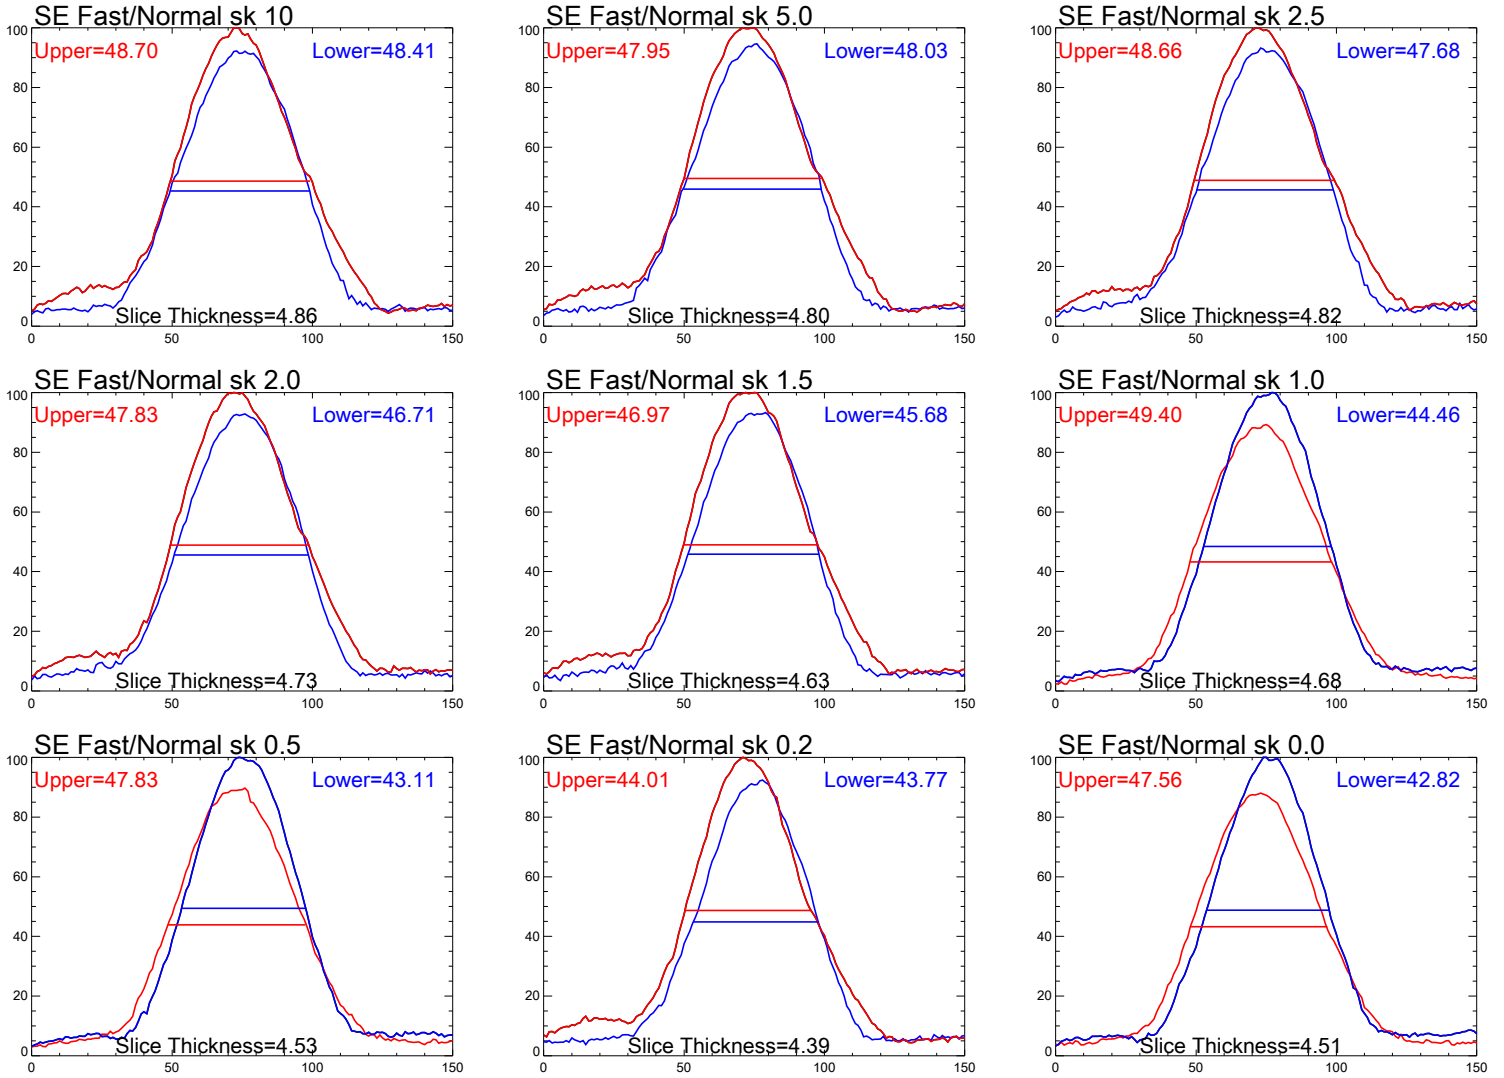 SE Fast/Normal sk 10
Upper=48.70 Lower=48.41
100
80
60
40
20
0
Slice Thickness=4.86
0 50 100 150
SE Fast/Normal sk 5.0
Upper=47.95 Lower=48.03
100
80
60
40
20
0
Slice Thickness=4.80
0 50 100 150
SE Fast/Normal sk 2.5
Upper=48.66 Lower=47.68
100
80
60
40
20
0
Slice Thickness=4.82
0 50 100 150
SE Fast/Normal sk 2.0
Upper=47.83 Lower=46.71
100
80
60
40
20
0
Slice Thickness=4.73
0 50 100 150
SE Fast/Normal sk 1.5
Upper=46.97 Lower=45.68
100
80
60
40
20
0
Slice Thickness=4.63
0 50 100 150
SE Fast/Normal sk 1.0
Upper=49.40 Lower=44.46
100
80
60
40
20
0
Slice Thickness=4.68
0 50 100 150
SE Fast/Normal sk 0.5
Upper=47.83 Lower=43.11
100
80
60
40
20
0
Slice Thickness=4.53
0 50 100 150
SE Fast/Normal sk 0.2
Upper=44.01 Lower=43.77
100
80
60
40
20
0
Slice Thickness=4.39
0 50 100 150
SE Fast/Normal sk 0.0
Upper=47.56 Lower=42.82
100
80
60
40
20
0
Slice Thickness=4.51
0 50 100 150